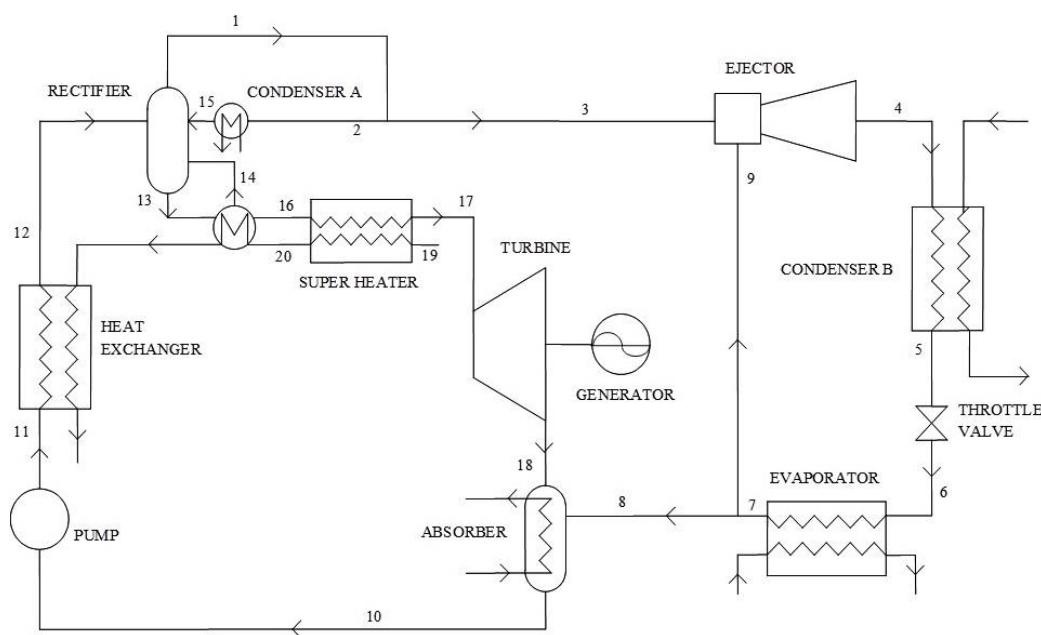 1
EJECTOR
RECTIFIER
15
CONDENSER A
2
3
4
9
13
14
16
17
12
20
19
SUPER HEATER
TURBINE
CONDENSER B
HEAT
EXCHANGER
GENERATOR
5
THROTTLE
VALVE
11
18
EVAPORATOR
6
PUMP
ABSORBER
8
7
10